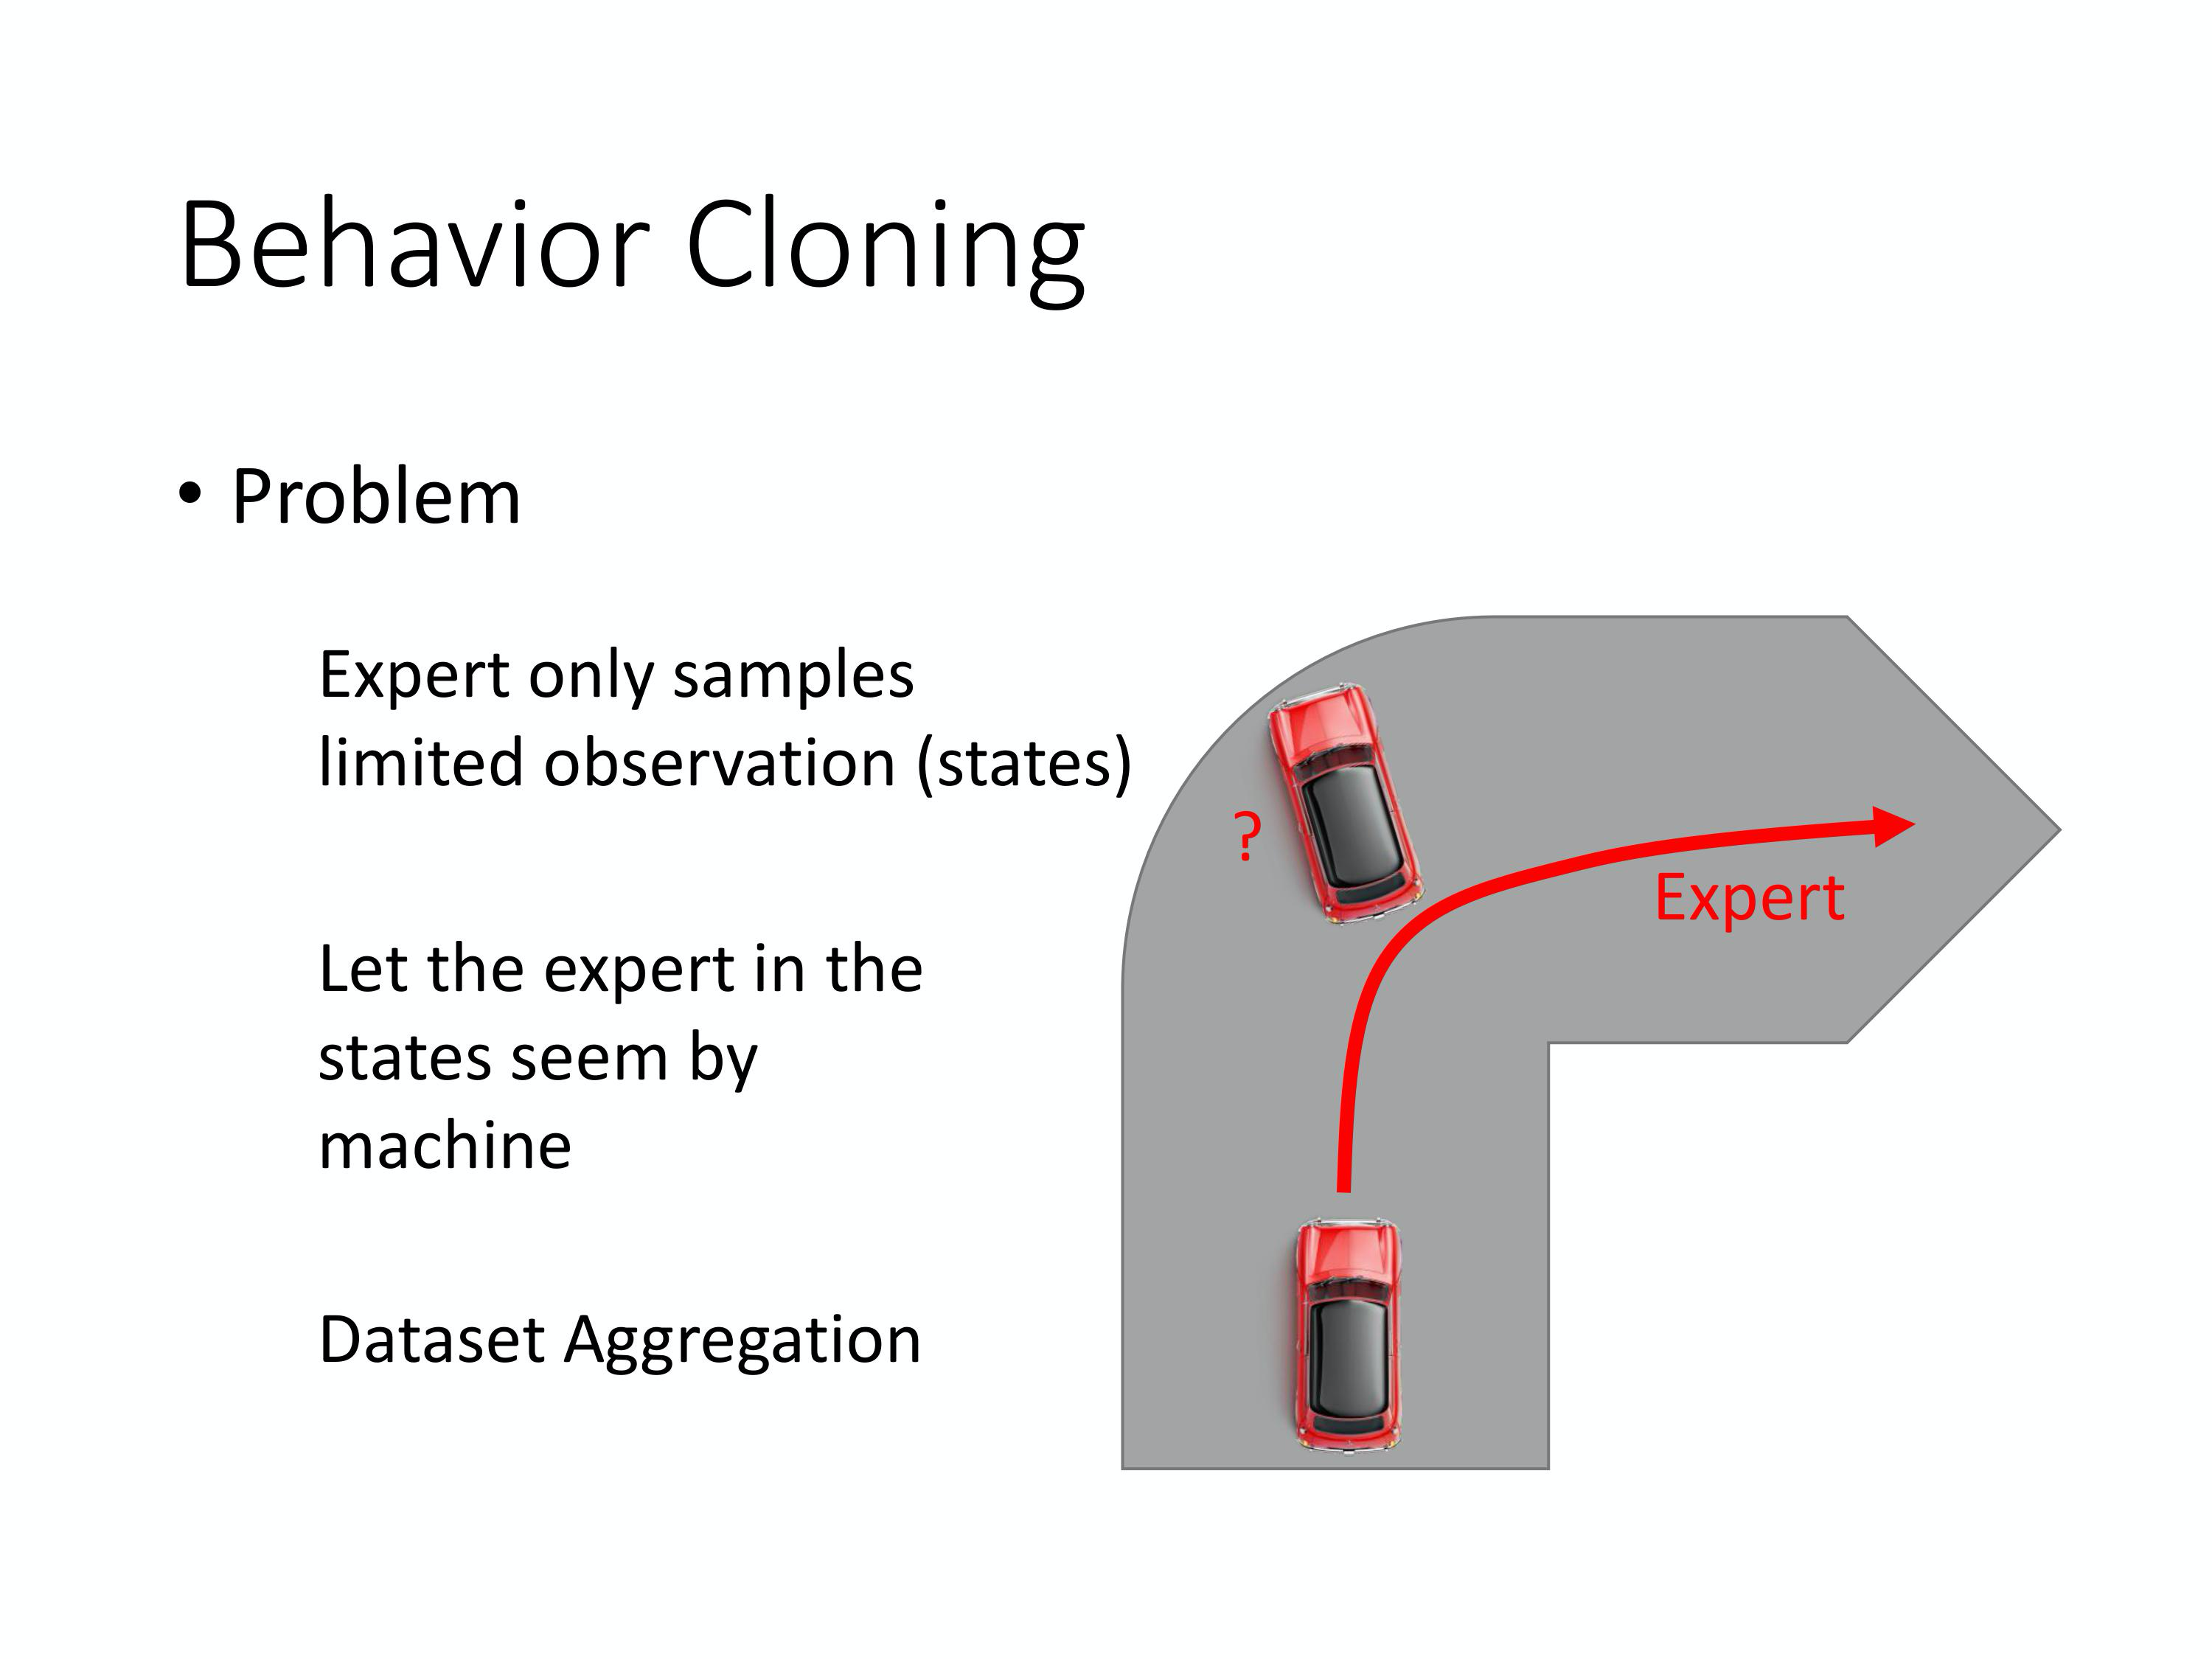 Behavior Cloning
• Problem
Expert only samples
limited observation (states)
Let the expert in the
states seem by
machine
Dataset Aggregation
?
Expert